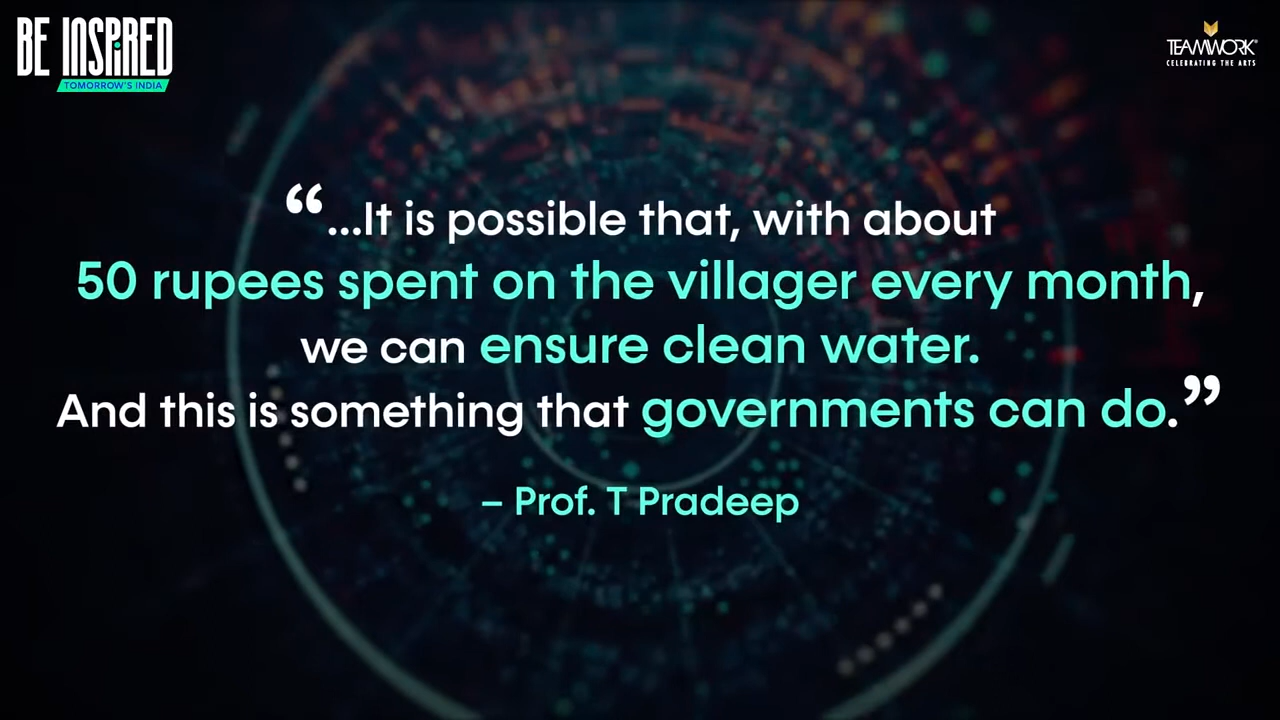 BE INSPIRED
TOMORROW'S INDIA
TEAMWORK®
CELEBRATING THE ARTS
“...It is possible that, with about
50 rupees spent on the villager every month,
we can ensure clean water.
And this is something that governments can do.”
– Prof. T Pradeep